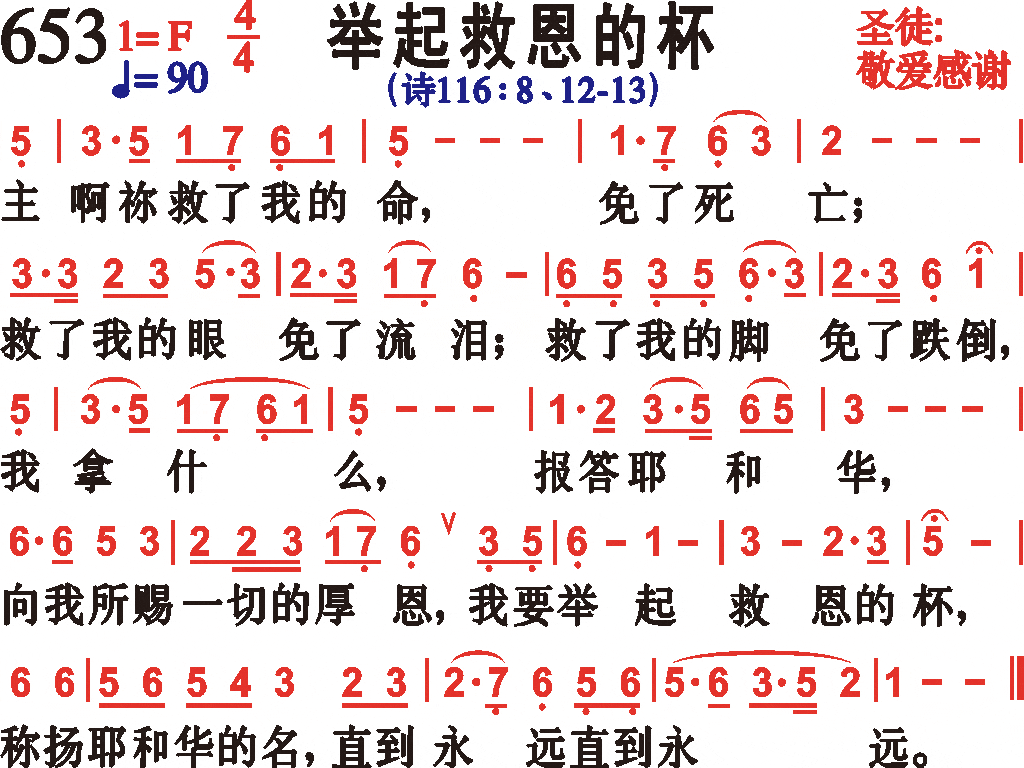 653 1=F 4/4 举起救恩的杯 圣徒:
♩=90 (诗116:8、12-13) 敬爱感谢
5 | 3·5 1 7 6 1 | 5 - - - | 1·7 6 3 | 2 - - - |
主 啊祢救了我的 命, 免了死 亡;
3·3 2 3 5·3 | 2·3 1 7 6 - | 6 5 3 5 6·3 | 2·3 6 1 |
救了我的眼 免了流 泪; 救了我的脚 免了跌倒,
5 | 3·5 1 7 6 1 | 5 - - - | 1·2 3·5 6 5 | 3 - - - |
我 拿 什 么, 报答耶 和 华,
6·6 5 3 | 2 2 3 1 7 6 ∨ 3 5 | 6 - 1 - | 3 - 2·3 | 5 - |
向我所赐一切的厚 恩, 我要举 起 救 恩的 杯,
6 6 | 5 6 5 4 3 2 3 | 2·7 6 5 6 | 5·6 3·5 2 | 1 - - ‖
称扬耶和华的名, 直到 永 远直到永 远。